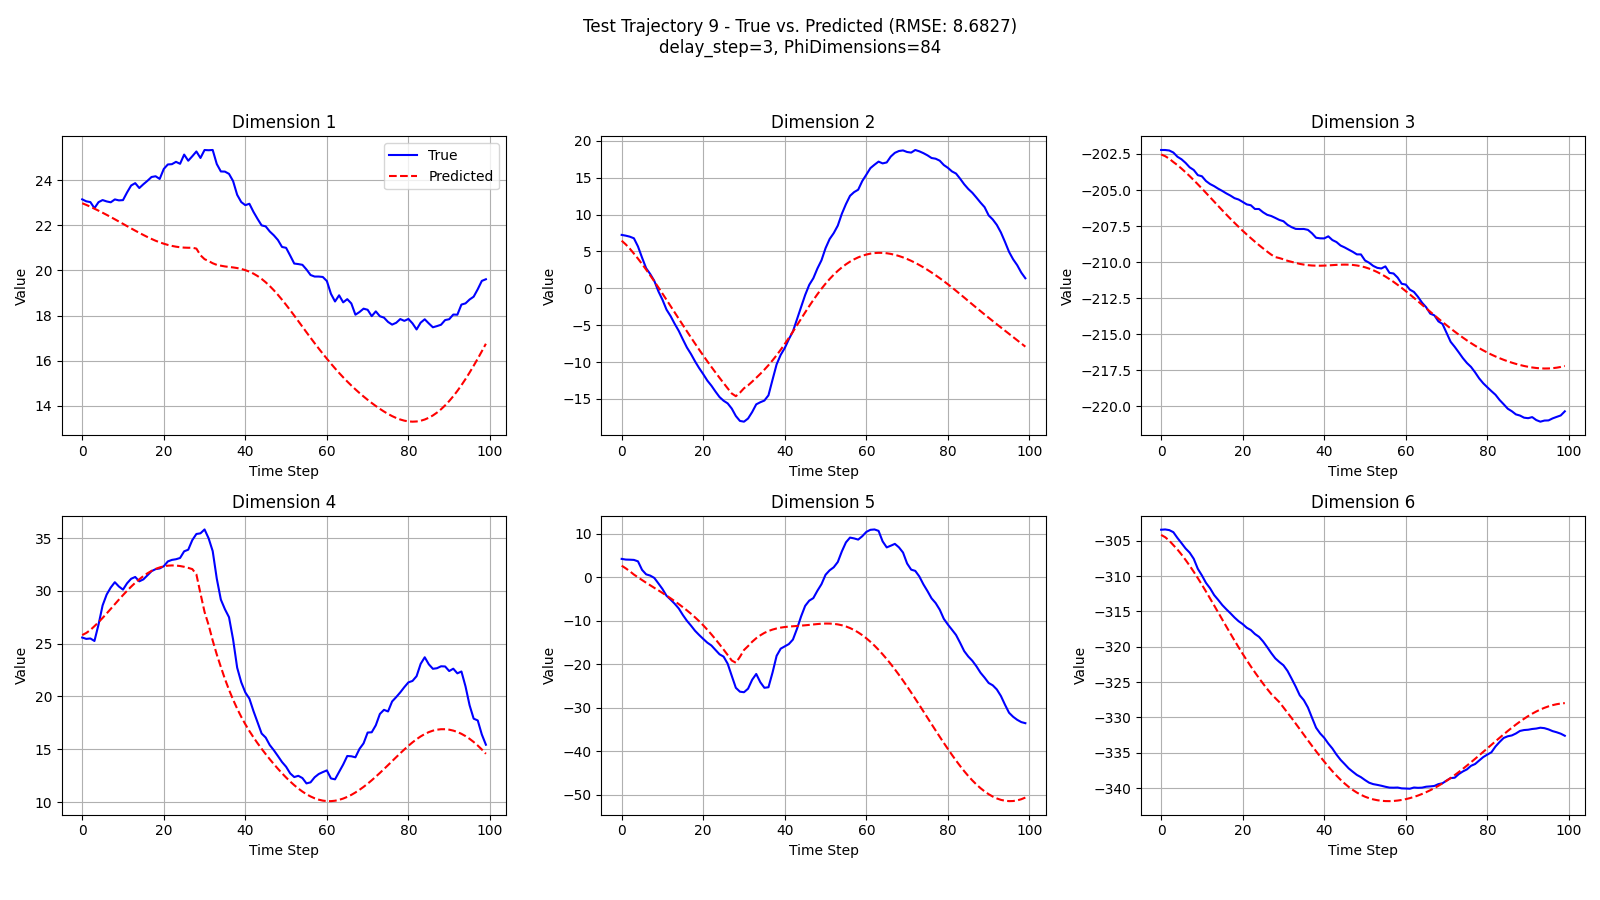 Test Trajectory 9 - True vs. Predicted (RMSE: 8.6827)
delay_step=3, PhiDimensions=84
Dimension 1
Value
24
22
20
18
16
14
True
Predicted
0 20 40 60 80 100
Time Step
Dimension 2
Value
20
15
10
5
0
−5
−10
−15
0 20 40 60 80 100
Time Step
Dimension 3
Value
−202.5
−205.0
−207.5
−210.0
−212.5
−215.0
−217.5
−220.0
0 20 40 60 80 100
Time Step
Dimension 4
Value
35
30
25
20
15
10
0 20 40 60 80 100
Time Step
Dimension 5
Value
10
0
−10
−20
−30
−40
−50
0 20 40 60 80 100
Time Step
Dimension 6
Value
−305
−310
−315
−320
−325
−330
−335
−340
0 20 40 60 80 100
Time Step